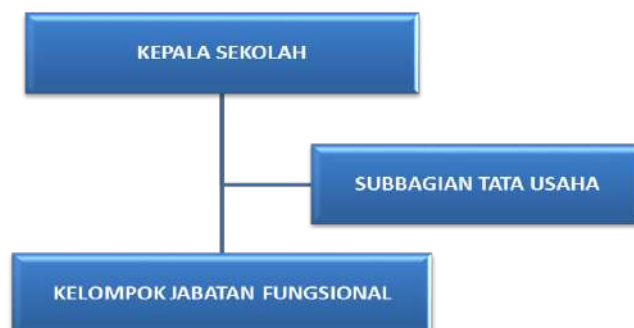 KEPALA SEKOLAH
SUBBAGIAN TATA USAHA
KELOMPOK JABATAN FUNGSIONAL